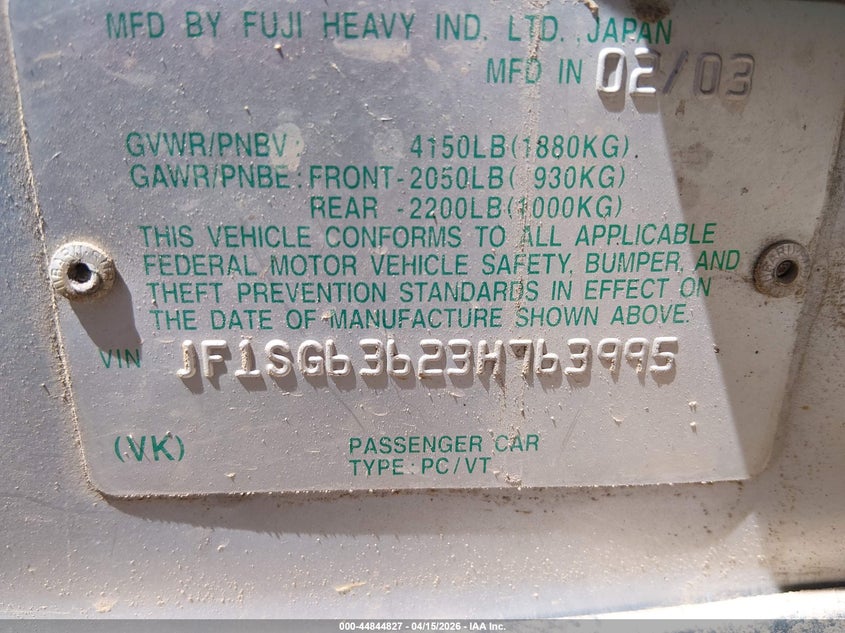 MFD BY FUJI HEAVY IND. LTD. JAPAN
MFD IN 02/03
GVWR/PNBV: 4150LB(1880KG)
GAWR/PNBE: FRONT-2050LB( 930KG)
REAR -2200LB(1000KG)
THIS VEHICLE CONFORMS TO ALL APPLICABLE
FEDERAL MOTOR VEHICLE SAFETY, BUMPER, AND
THEFT PREVENTION STANDARDS IN EFFECT ON
THE DATE OF MANUFACTURE SHOWN ABOVE.
VIN JF1SG63623H763995
(VK) PASSENGER CAR
TYPE: PC/VT
000-44844827 - 04/15/2026 - IAA Inc.